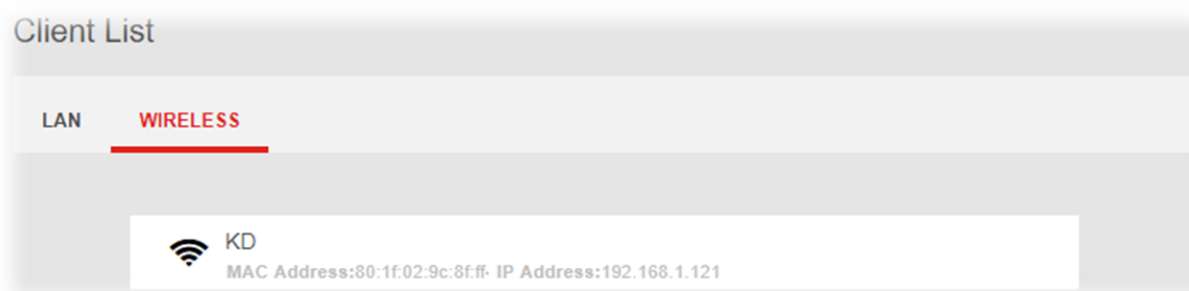 Client List
LAN WIRELESS
KD
MAC Address:80:1f:02:9c:8f:ff· IP Address:192.168.1.121